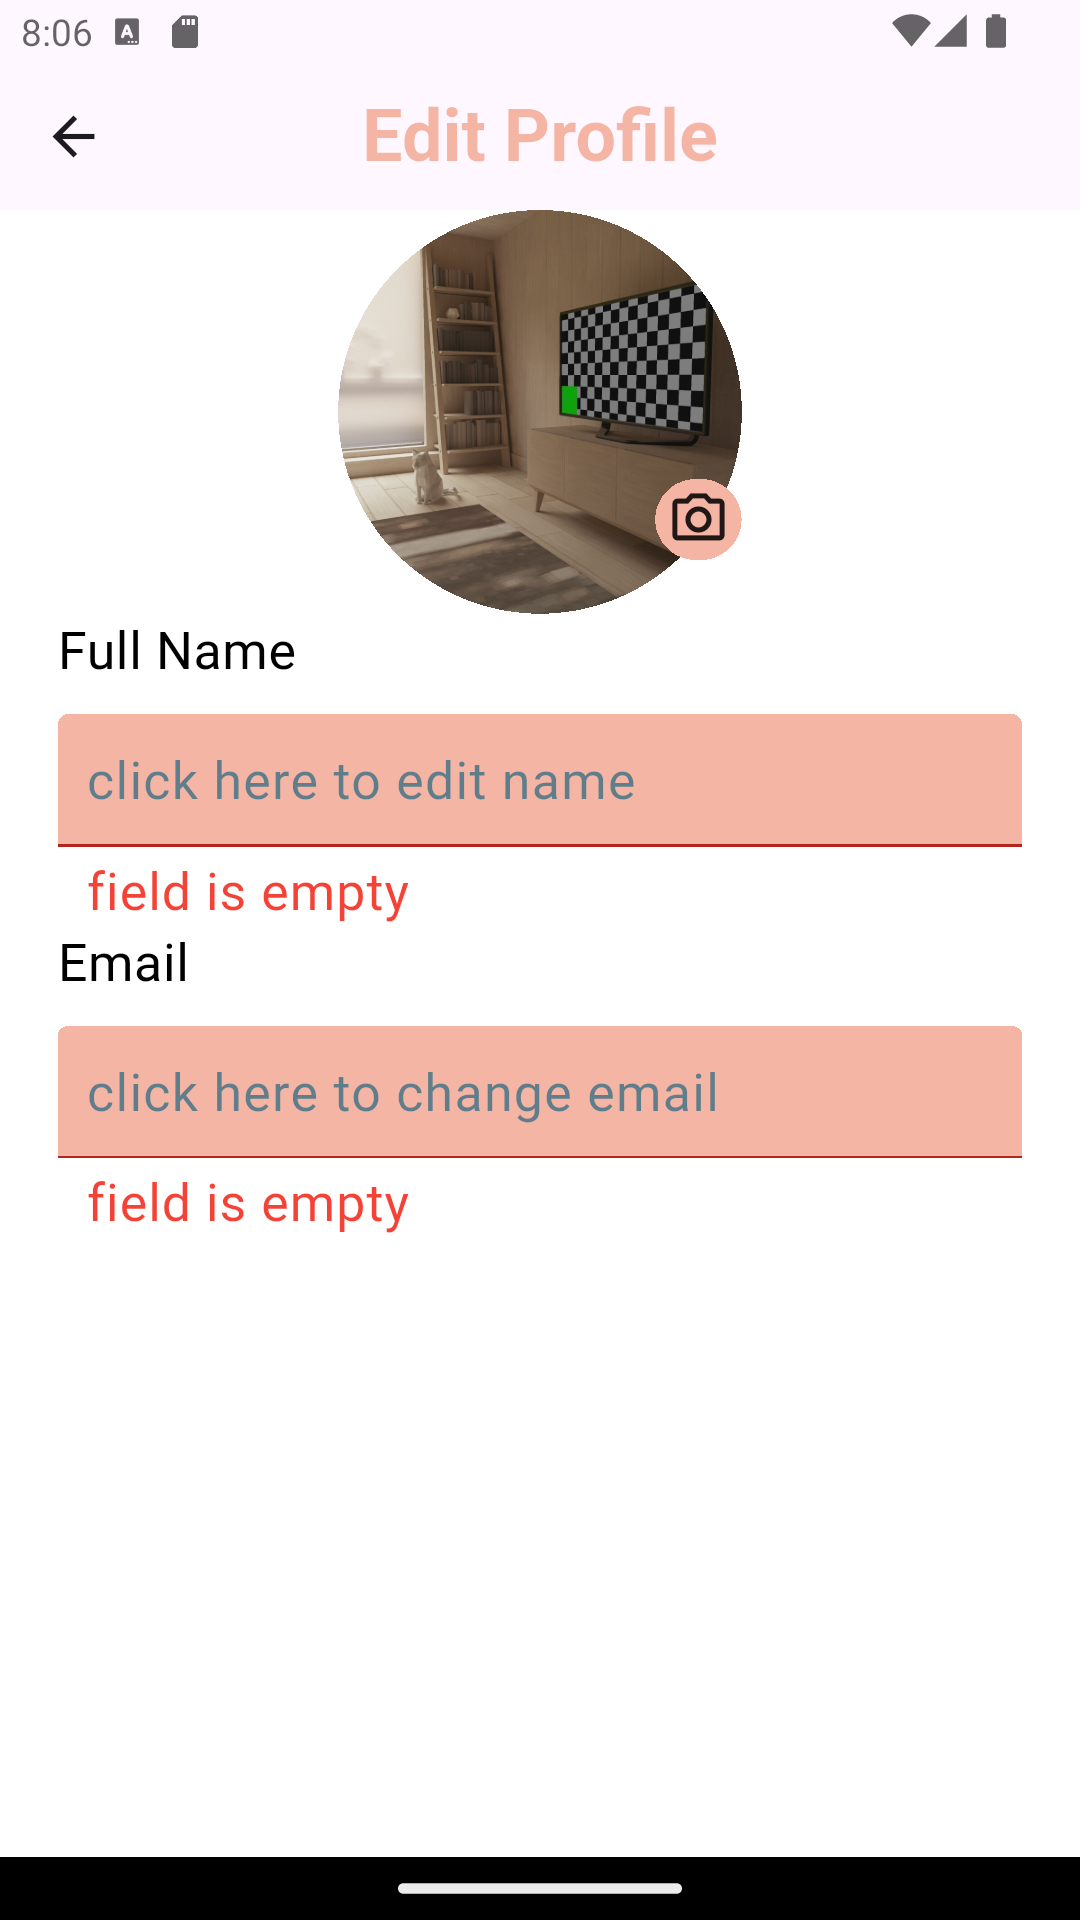 8:06
Edit Profile
Full Name
click here to edit name
field is empty
Email
click here to change email
field is empty